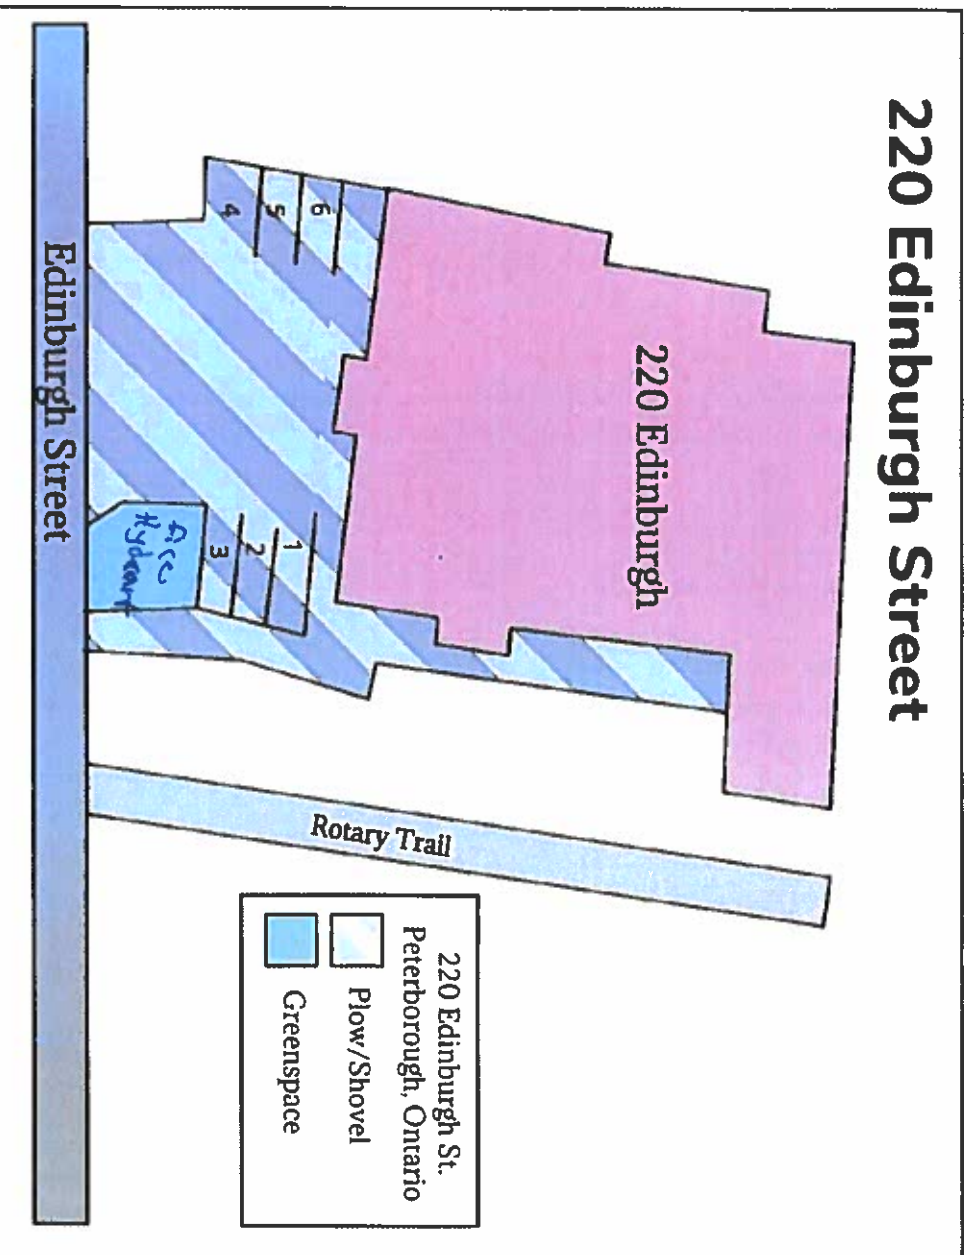 220 Edinburgh Street
220 Edinburgh
6
5
4
1
2
3
fire
Hydrant
Edinburgh Street
Rotary Trail
220 Edinburgh St.
Peterborough, Ontario
Plow/Shovel
Greenspace